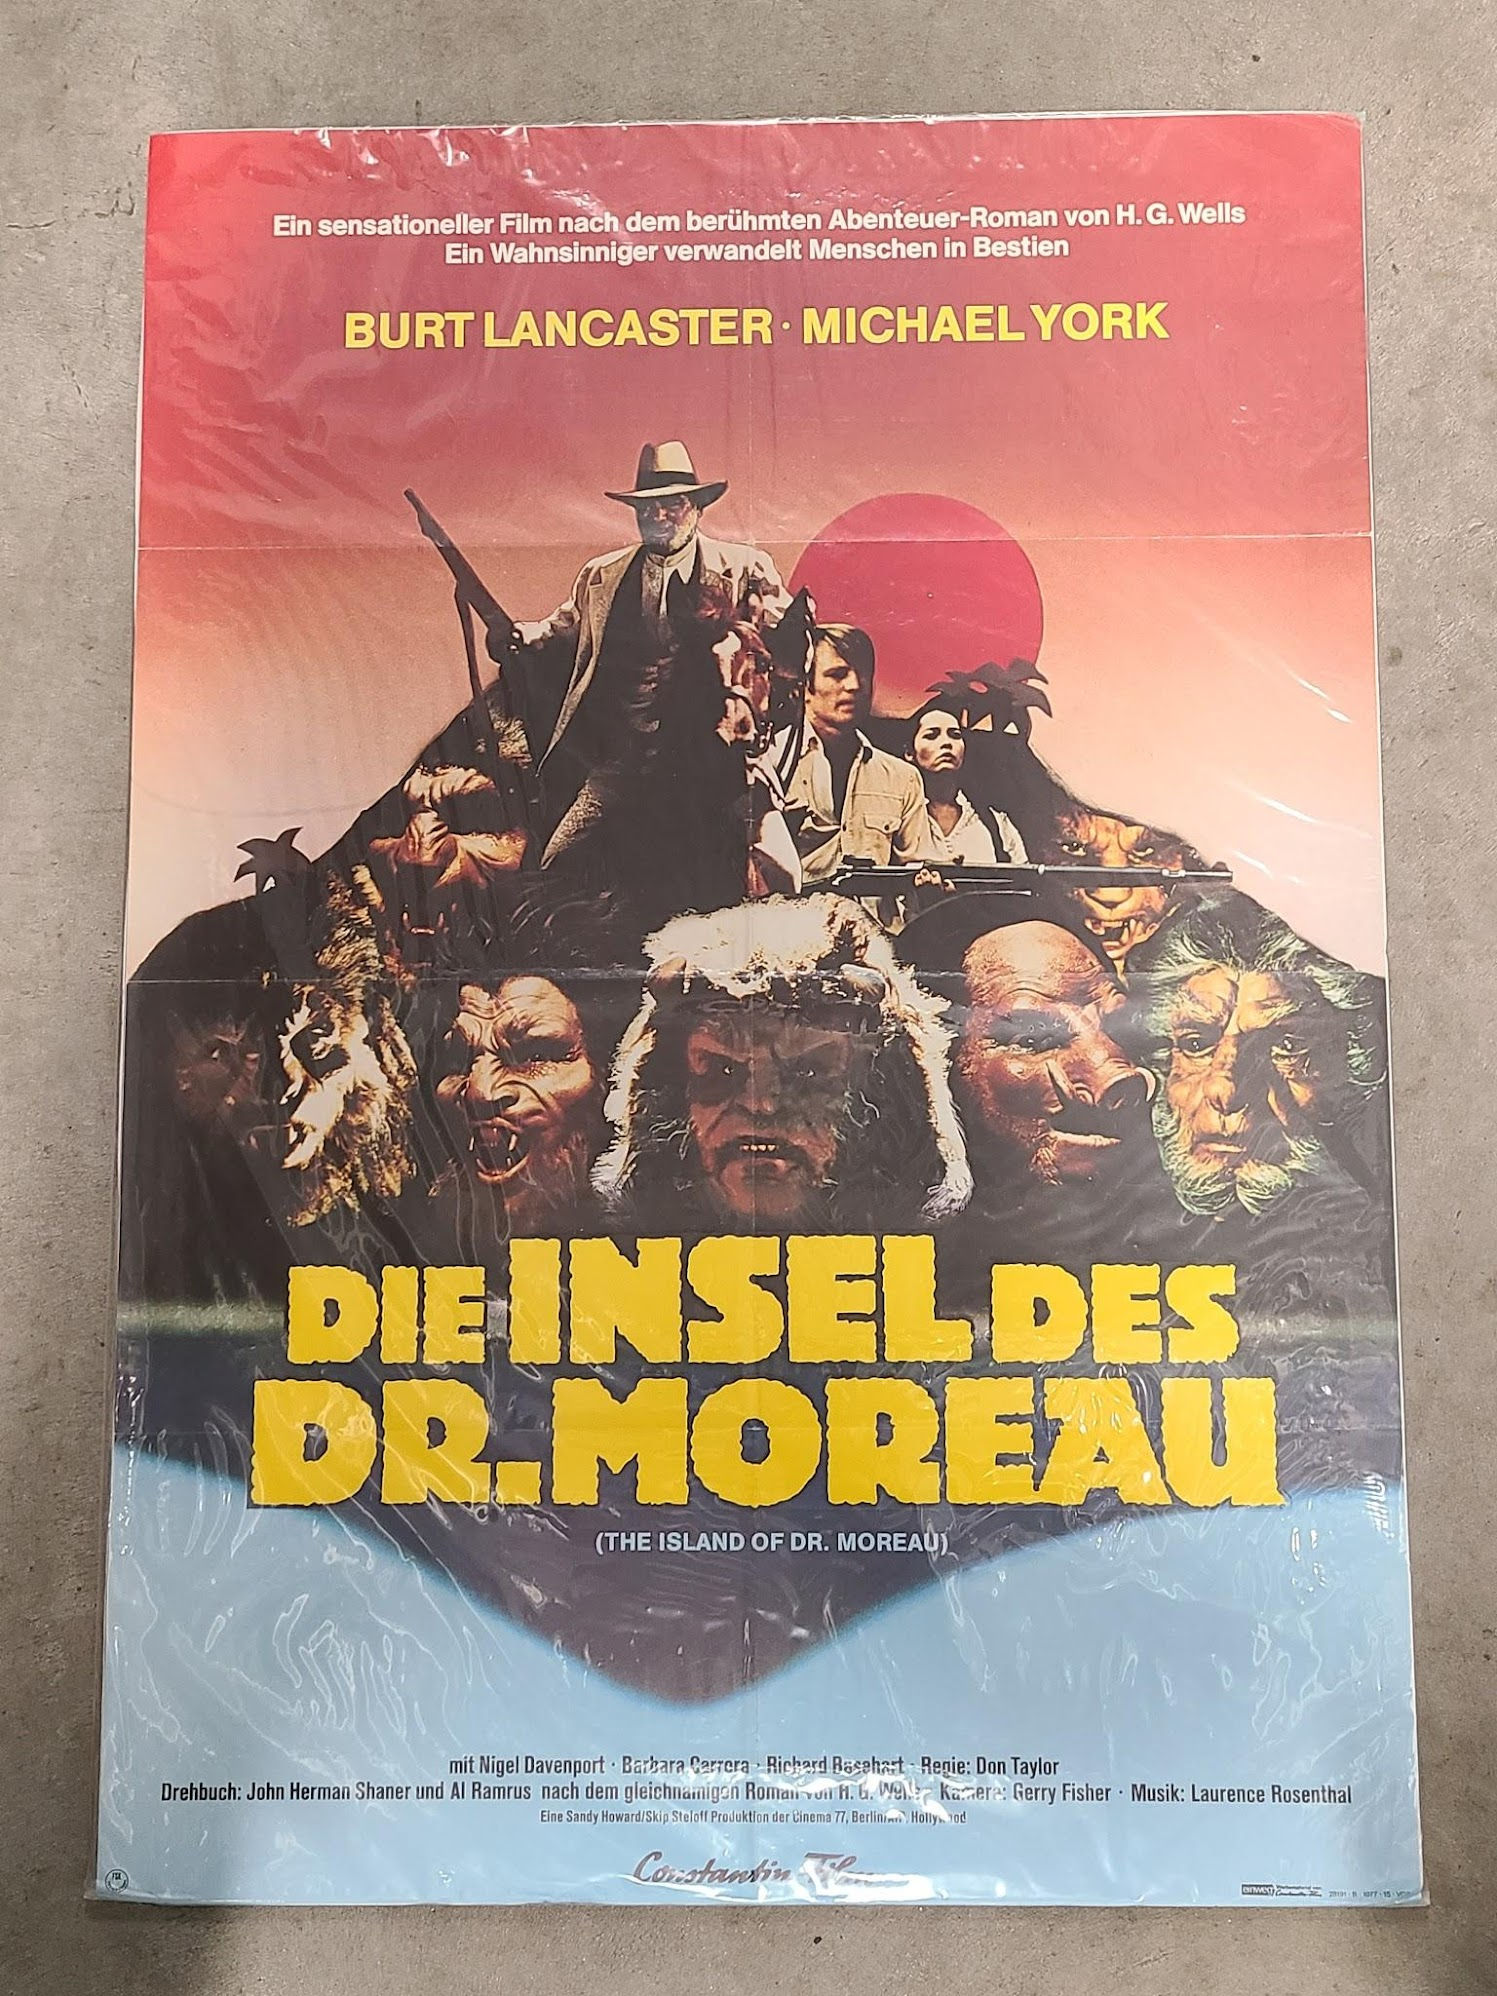 Ein sensationeller Film nach dem berühmten Abenteuer-Roman von H. G. Wells
Ein Wahnsinniger verwandelt Menschen in Bestien
BURT LANCASTER · MICHAEL YORK
DIE INSEL DES
DR. MOREAU
(THE ISLAND OF DR. MOREAU)
mit Nigel Davenport · Barbara Carrera · Richard Basehart · Regie: Don Taylor
Drehbuch: John Herman Shaner und Al Ramrus nach dem gleichnamigen Roman von H. G. Wells · Kamera: Gerry Fisher · Musik: Laurence Rosenthal
Eine Sandy Howard/Skip Steloff Produktion der Cinema 77, Berlin/AIP, Hollywood
Constantin Film
FSK